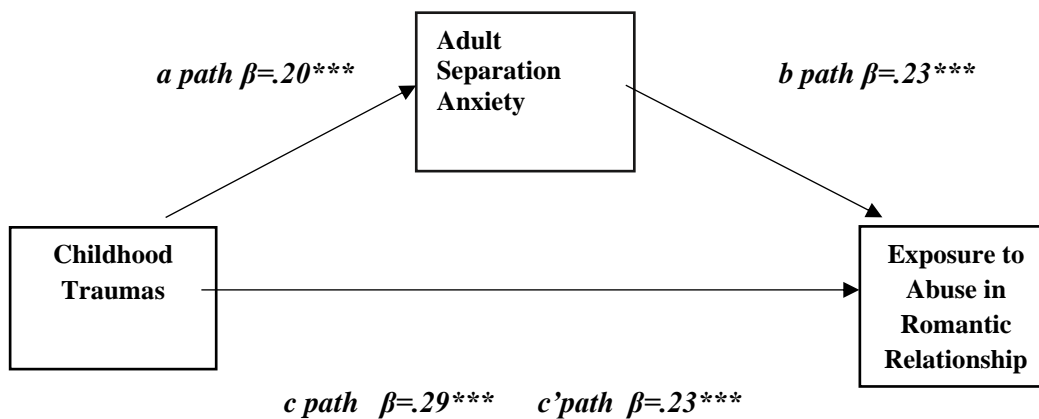 Adult
Separation
Anxiety
a path β=.20***
b path β=.23***
Childhood
Traumas
Exposure to
Abuse in
Romantic
Relationship
c path β=.29*** c’path β=.23***